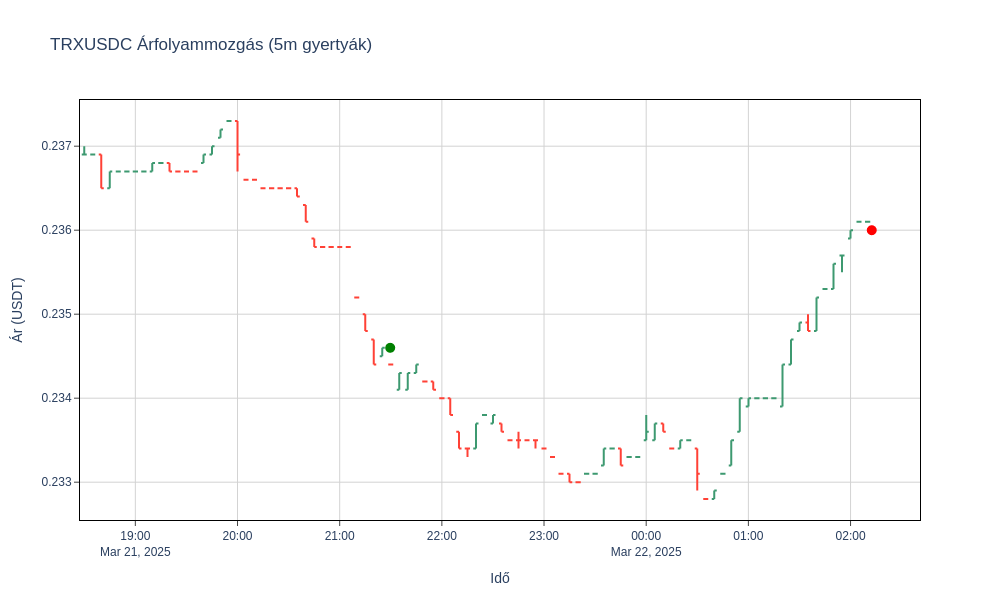 TRXUSDC Árfolyammozgás (5m gyertyák)
0.237
0.236
0.235
0.234
0.233
Ár (USDT)
19:00 20:00 21:00 22:00 23:00 00:00 01:00 02:00
Mar 21, 2025 Mar 22, 2025
Idő